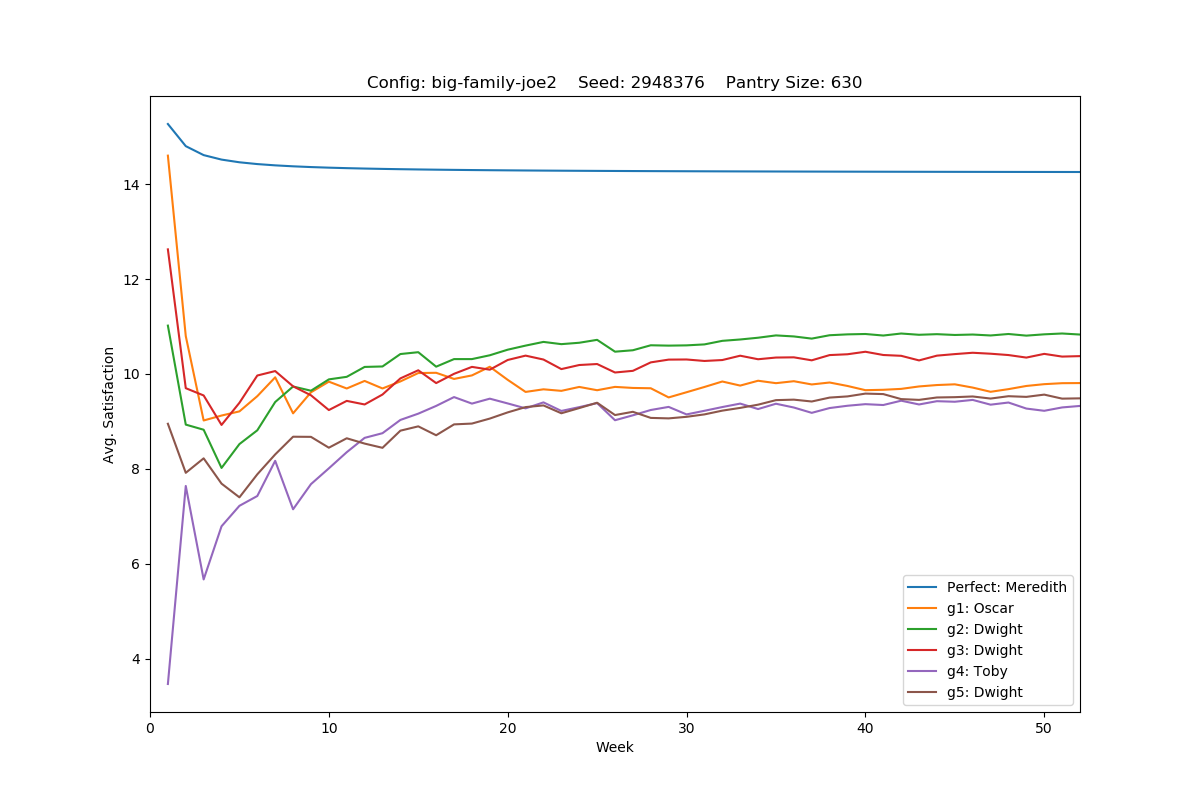 Config: big-family-joe2    Seed: 2948376    Pantry Size: 630
Avg. Satisfaction
14
12
10
8
6
4
Perfect: Meredith
g1: Oscar
g2: Dwight
g3: Dwight
g4: Toby
g5: Dwight
0 10 20 30 40 50
Week